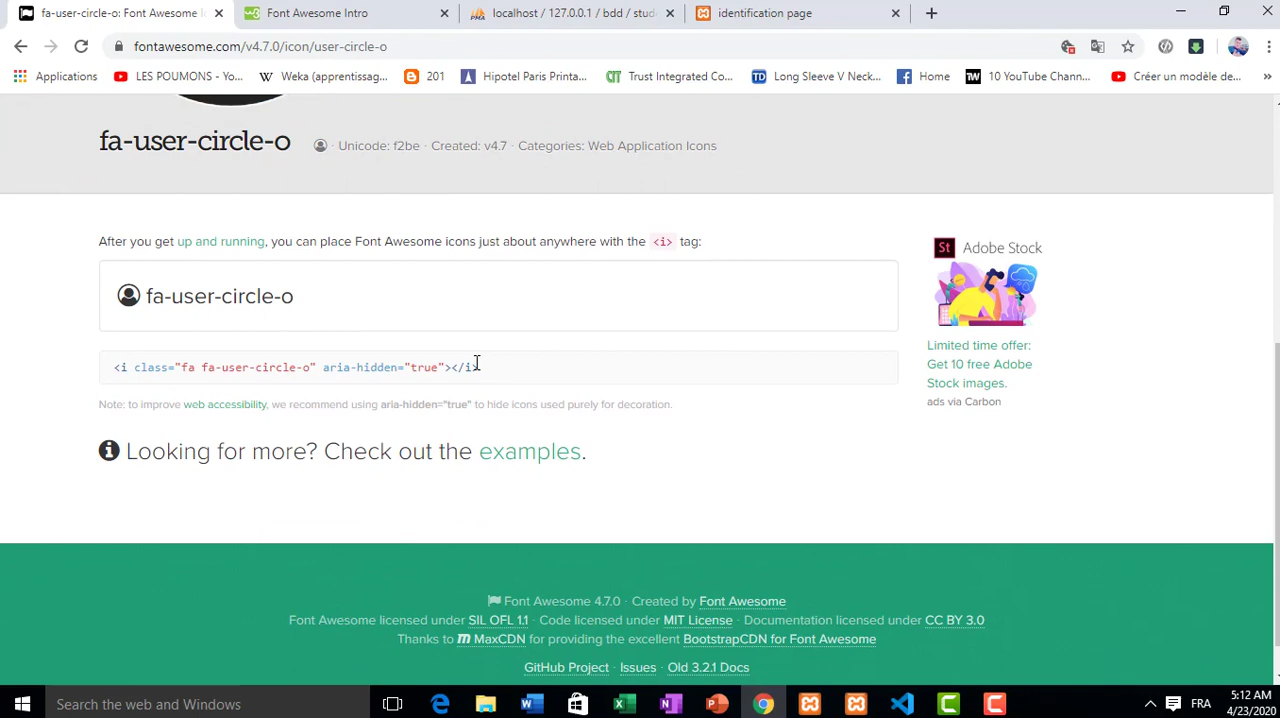 fa-user-circle-o: Font Awesome Ic
Font Awesome Intro
localhost / 127.0.0.1 / bdd / stude
identification page
fontawesome.com/v4.7.0/icon/user-circle-o
Applications
LES POUMONS - Yo...
Weka (apprentissag...
201
Hipotel Paris Printa...
Trust Integrated Co...
Long Sleeve V Neck...
Home
10 YouTube Chann...
Créer un modèle de...
fa-user-circle-o · Unicode: f2be · Created: v4.7 · Categories: Web Application Icons
After you get up and running, you can place Font Awesome icons just about anywhere with the <i> tag:
fa-user-circle-o
<i class="fa fa-user-circle-o" aria-hidden="true"></i>
Note: to improve web accessibility, we recommend using aria-hidden="true" to hide icons used purely for decoration.
Looking for more? Check out the examples.
St Adobe Stock
Limited time offer:
Get 10 free Adobe
Stock images.
ads via Carbon
Font Awesome 4.7.0 · Created by Font Awesome
Font Awesome licensed under SIL OFL 1.1 · Code licensed under MIT License · Documentation licensed under CC BY 3.0
Thanks to MaxCDN for providing the excellent BootstrapCDN for Font Awesome
GitHub Project · Issues · Old 3.2.1 Docs
Search the web and Windows
FRA
5:12 AM
4/23/2020